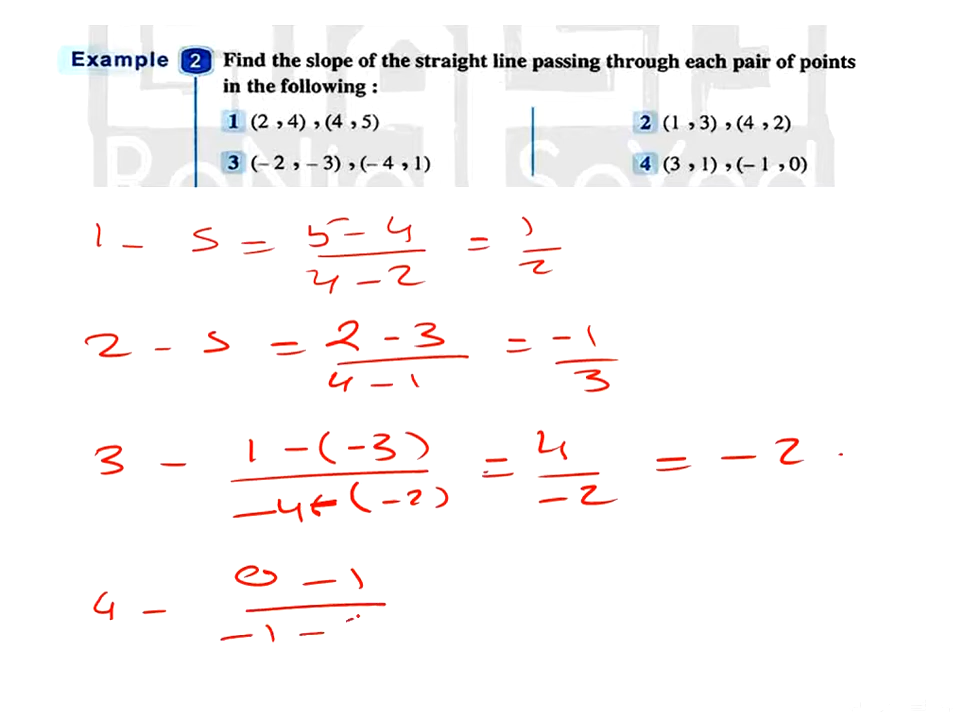 Example 2 Find the slope of the straight line passing through each pair of points
in the following :
1 (2 , 4) , (4 , 5)
2 (1 , 3) , (4 , 2)
3 (– 2 , – 3) , (– 4 , 1)
4 (3 , 1) , (– 1 , 0)
1 - S = 5 - 4 / 4 - 2 = 1 / 2
2 - S = 2 - 3 / 4 - 1 = -1 / 3
3 - 1 - (-3) / -4 - (-2) = 4 / -2 = -2 .
4 - 0 - 1 / -1 -